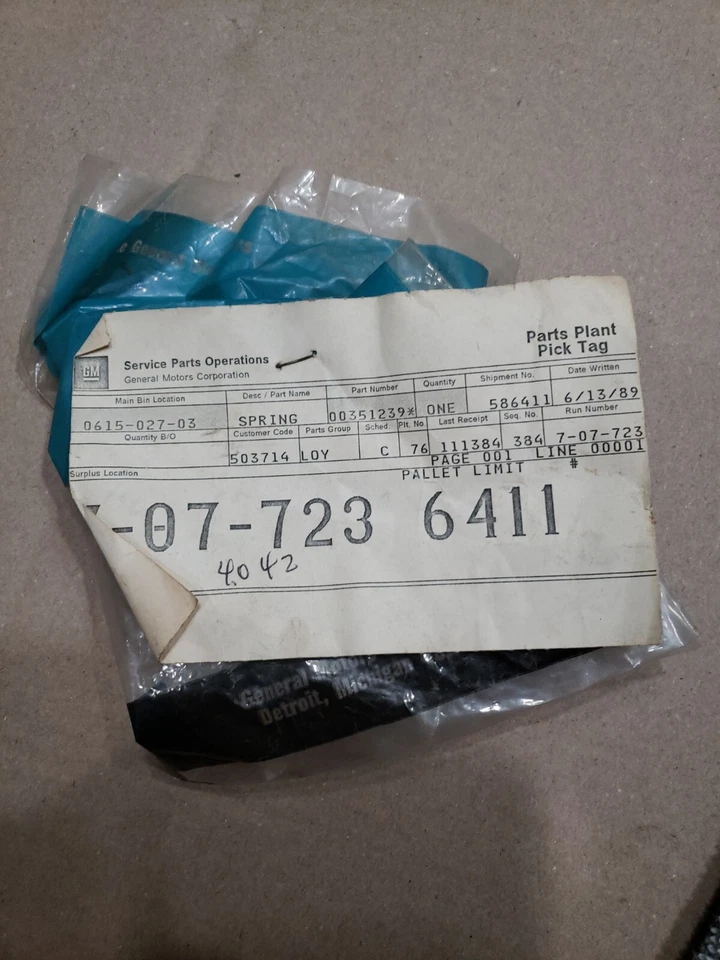 GM
Service Parts Operations
General Motors Corporation
Parts Plant
Pick Tag
Main Bin Location Desc / Part Name Part Number Quantity Shipment No. Date Written
0615-027-03 SPRING 00351239* ONE 586411 6/13/89
Quantity B/O Customer Code Parts Group Sched. Plt. No. Last Receipt Seq. No. Run Number
503714 LOY C 76 111384 384 7-07-723
PAGE 001 LINE 00001
Surplus Location PALLET LIMIT #
-07-723 6411
4042
General Motors
Detroit, Michigan